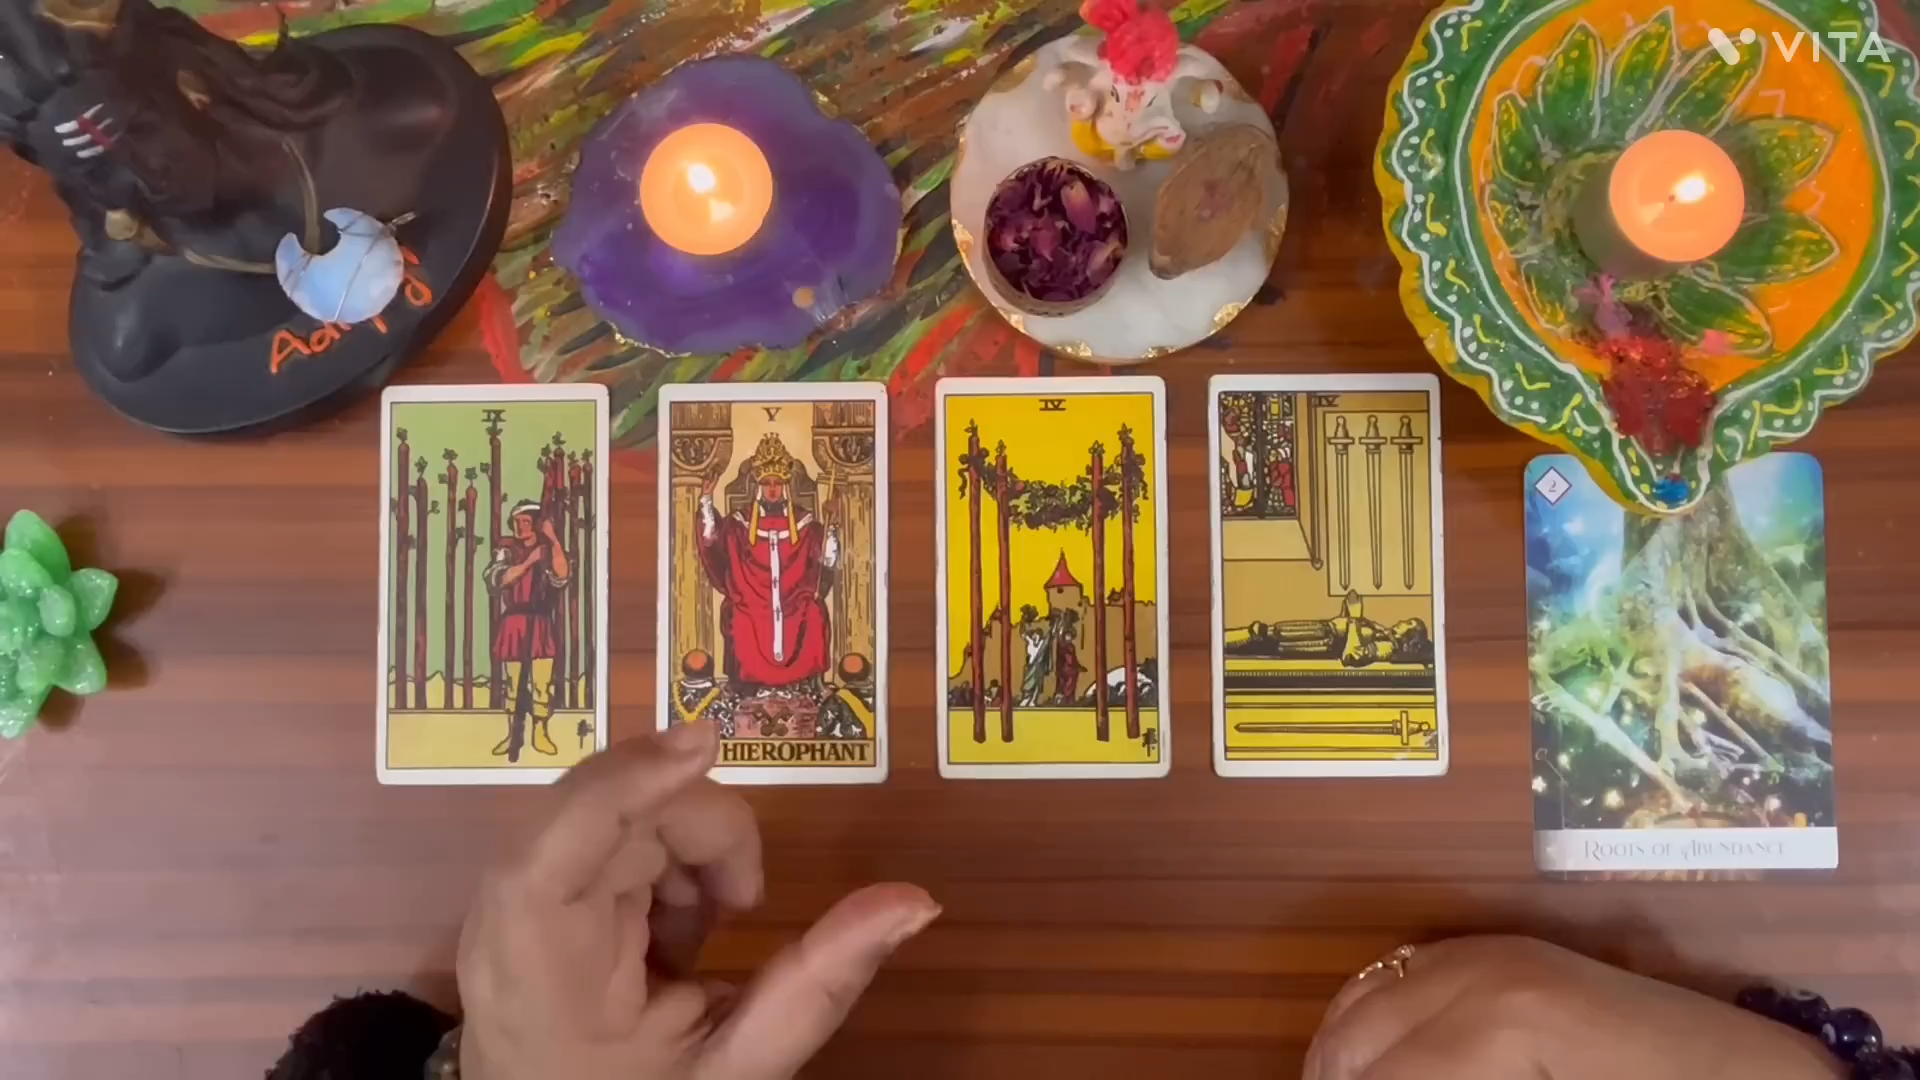 VITA
IX
V
IV
IV
HIEROPHANT
2
ROOTS OF ABUNDANCE